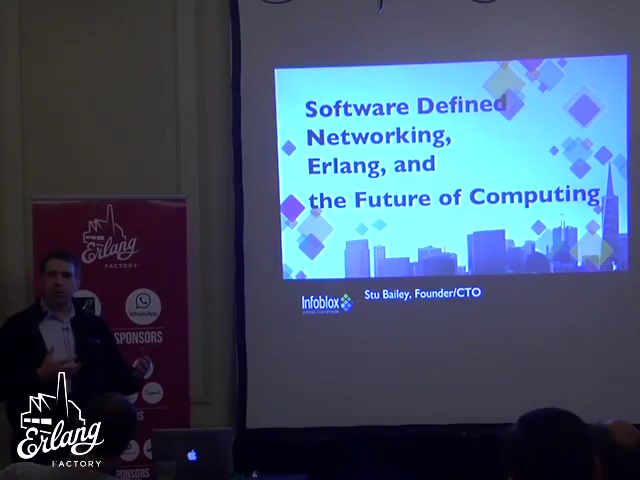 Software Defined
Networking,
Erlang, and
the Future of Computing
Infoblox
Stu Bailey, Founder/CTO
Erlang
FACTORY
WhatsApp
SPONSORS
Erlang
FACTORY